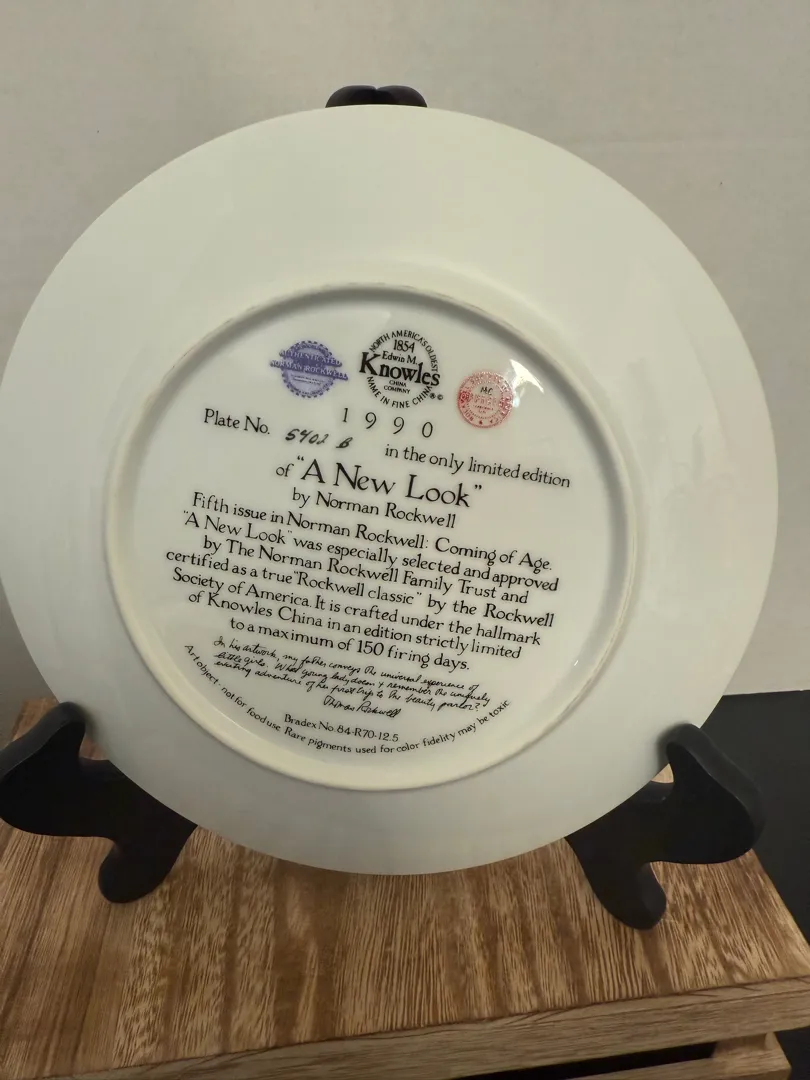 AUTHENTICATED
NORMAN ROCKWELL
NORTH AMERICA'S OLDEST
1854
Edwin M.
Knowles
CHINA
COMPANY
NAME IN FINE CHINA
®©
1990
Plate No. 5402 B in the only limited edition
of "A New Look"
by Norman Rockwell
Fifth issue in Norman Rockwell: Coming of Age.
"A New Look" was especially selected and approved
by The Norman Rockwell Family Trust and
certified as a true "Rockwell classic" by the Rockwell
Society of America. It is crafted under the hallmark
of Knowles China in an edition strictly limited
to a maximum of 150 firing days.
In his artwork, my father conveys the universal experience of
little girls. What young lady doesn't remember the uniquely
exciting adventure of her first trip to the beauty parlor?
Thomas Rockwell
Bradex No. 84-R70-12.5
Art object - not for food use Rare pigments used for color fidelity may be toxic